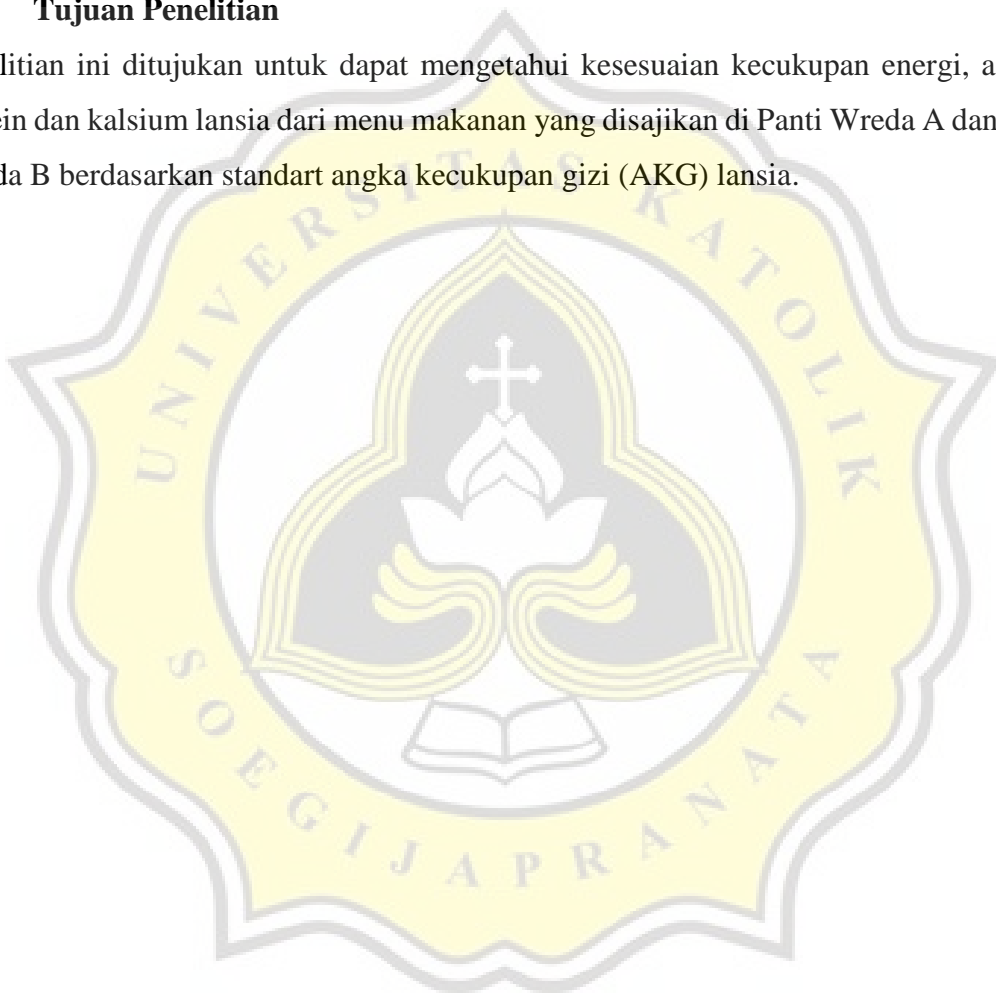 Tujuan Penelitian
litian ini ditujukan untuk dapat mengetahui kesesuaian kecukupan energi, a
ein dan kalsium lansia dari menu makanan yang disajikan di Panti Wreda A dan
da B berdasarkan standart angka kecukupan gizi (AKG) lansia.
UNIVERSITAS KATOLIK
SOEGIJAPRANATA